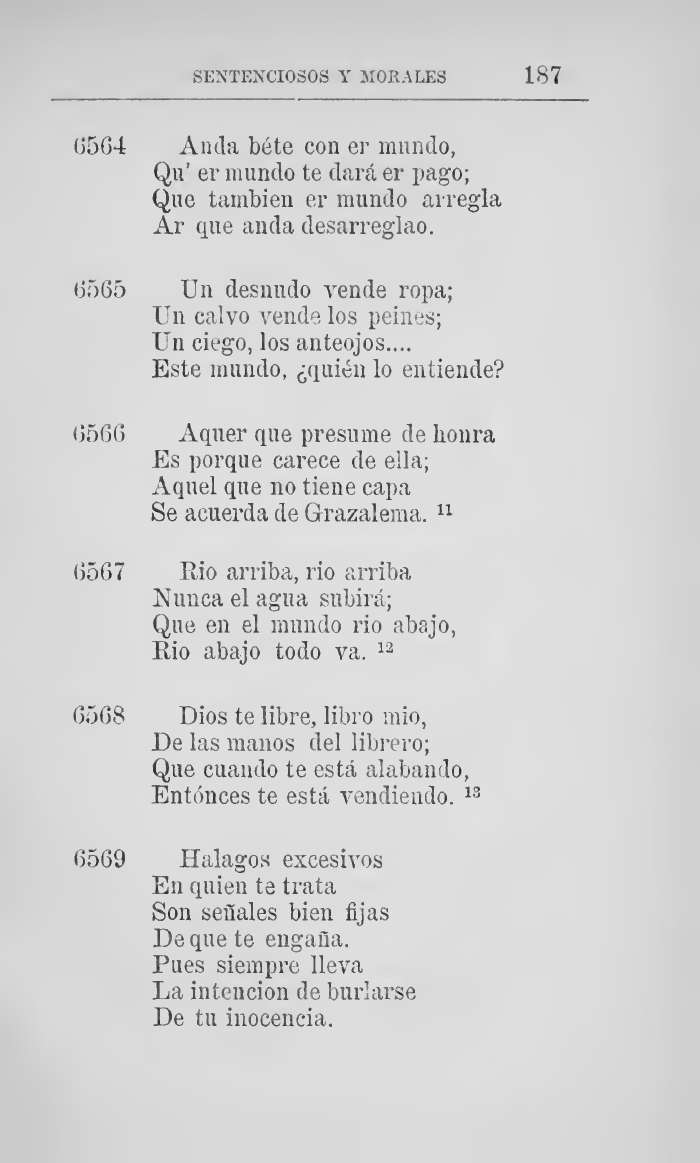 SENTENCIOSOS Y MORALES 187
6564 Anda béte con er mundo,
Qu' er mundo te dará er pago;
Que tambien er mundo arregla
Ar que anda desarreglao.
6565 Un desnudo vende ropa;
Un calvo vende los peines;
Un ciego, los anteojos....
Este mundo, ¿quién lo entiende?
6566 Aquer que presume de honra
Es porque carece de ella;
Aquel que no tiene capa
Se acuerda de Grazalema. 11
6567 Rio arriba, rio arriba
Nunca el agua subirá;
Que en el mundo rio abajo,
Rio abajo todo va. 12
6568 Dios te libre, libro mio,
De las manos del librero;
Que cuando te está alabando,
Entónces te está vendiendo. 13
6569 Halagos excesivos
En quien te trata
Son señales bien fijas
De que te engaña.
Pues siempre lleva
La intencion de burlarse
De tu inocencia.